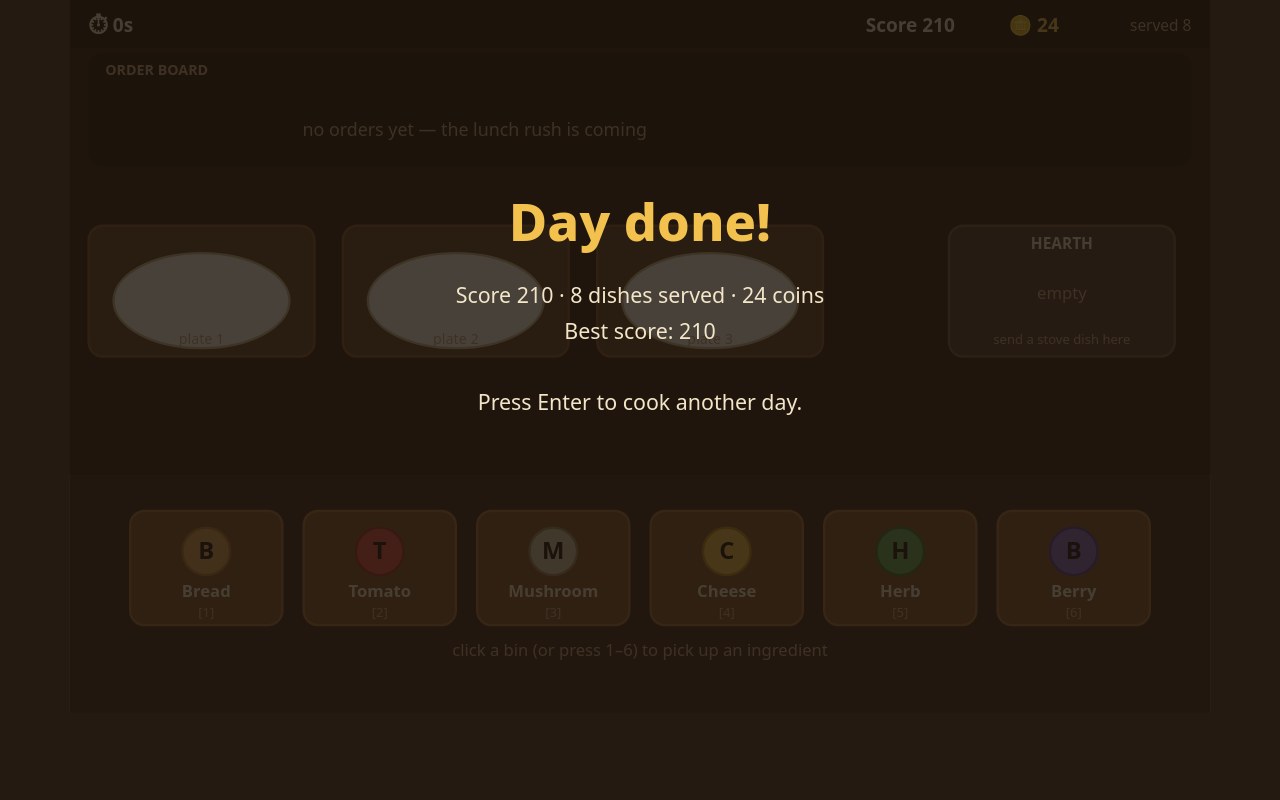 ⏱ 0s
Score 210
🪙 24
served 8
ORDER BOARD
no orders yet — the lunch rush is coming
Day done!
HEARTH
empty
Score 210 · 8 dishes served · 24 coins
Best score: 210
plate 1
plate 2
plate 3
send a stove dish here
Press Enter to cook another day.
B
T
M
C
H
B
Bread
Tomato
Mushroom
Cheese
Herb
Berry
[1]
[2]
[3]
[4]
[5]
[6]
click a bin (or press 1–6) to pick up an ingredient